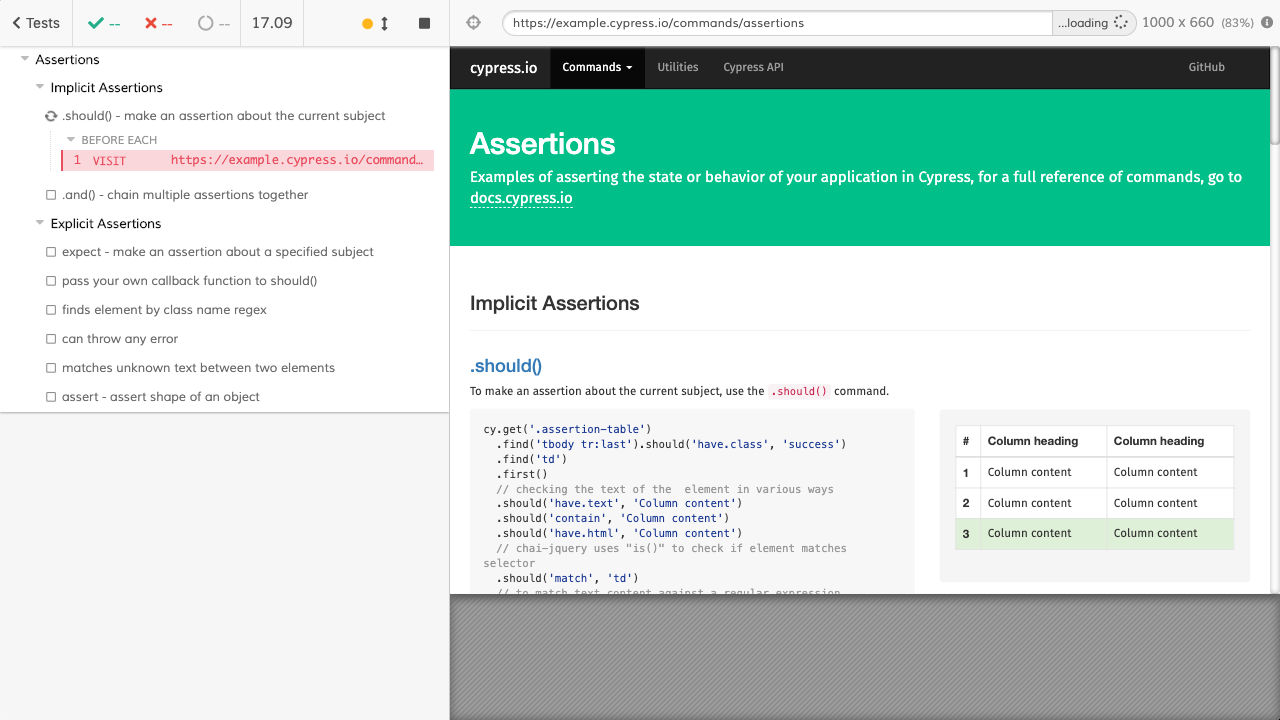 Tests
--
--
--
17.09
Assertions
Implicit Assertions
.should() - make an assertion about the current subject
BEFORE EACH
1 VISIT https://example.cypress.io/command…
.and() - chain multiple assertions together
Explicit Assertions
expect - make an assertion about a specified subject
pass your own callback function to should()
finds element by class name regex
can throw any error
matches unknown text between two elements
assert - assert shape of an object
https://example.cypress.io/commands/assertions
...loading
1000 x 660 (83%)
cypress.io
Commands
Utilities
Cypress API
GitHub
Assertions
Examples of asserting the state or behavior of your application in Cypress, for a full reference of commands, go to
docs.cypress.io
Implicit Assertions
.should()
To make an assertion about the current subject, use the .should() command.
cy.get('.assertion-table')
.find('tbody tr:last').should('have.class', 'success')
.find('td')
.first()
// checking the text of the  element in various ways
.should('have.text', 'Column content')
.should('contain', 'Column content')
.should('have.html', 'Column content')
// chai-jquery uses "is()" to check if element matches
selector
.should('match', 'td')
// to match text content against a regular expression
# Column heading Column heading
1 Column content Column content
2 Column content Column content
3 Column content Column content